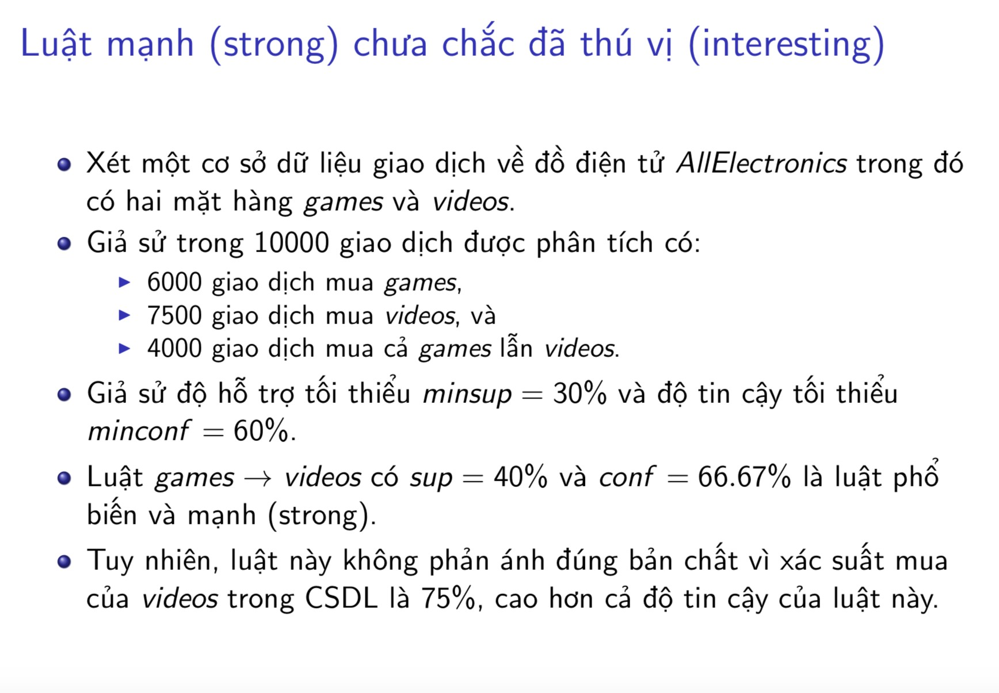 Luật mạnh (strong) chưa chắc đã thú vị (interesting)
Xét một cơ sở dữ liệu giao dịch về đồ điện tử AllElectronics trong đó
có hai mặt hàng games và videos.
Giả sử trong 10000 giao dịch được phân tích có:
6000 giao dịch mua games,
7500 giao dịch mua videos, và
4000 giao dịch mua cả games lẫn videos.
Giả sử độ hỗ trợ tối thiểu minsup = 30% và độ tin cậy tối thiểu
minconf = 60%.
Luật games → videos có sup = 40% và conf = 66.67% là luật phổ
biến và mạnh (strong).
Tuy nhiên, luật này không phản ánh đúng bản chất vì xác suất mua
của videos trong CSDL là 75%, cao hơn cả độ tin cậy của luật này.